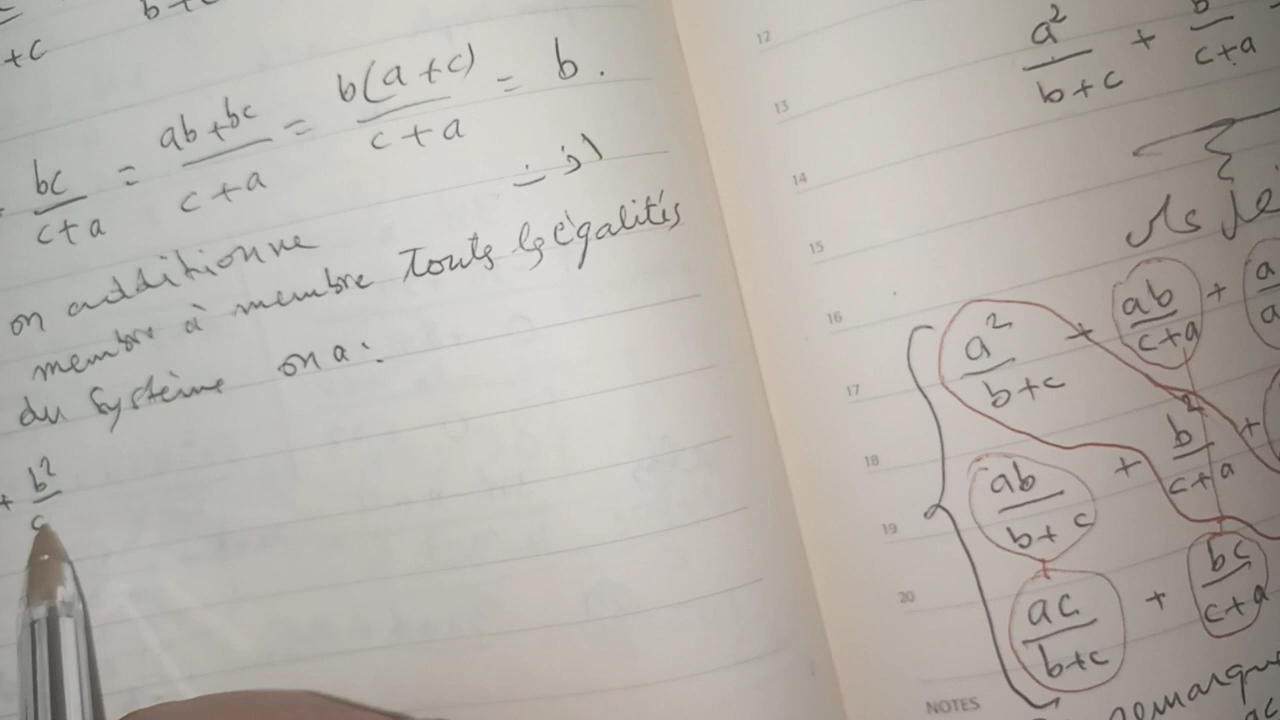 +c
bc/c+a = ab+bc/c+a = b(a+c)/c+a = b.
on additionne
membre à membre Touts les égalités
du Système on a :
+ b²/c
12
13
14
15
16
17
18
19
20
a²/b+c + b/c+a
a²/b+c + ab/c+a + a/a
ab/b+c + b²/c+a +
ac/b+c + bc/c+a
NOTES
remarque